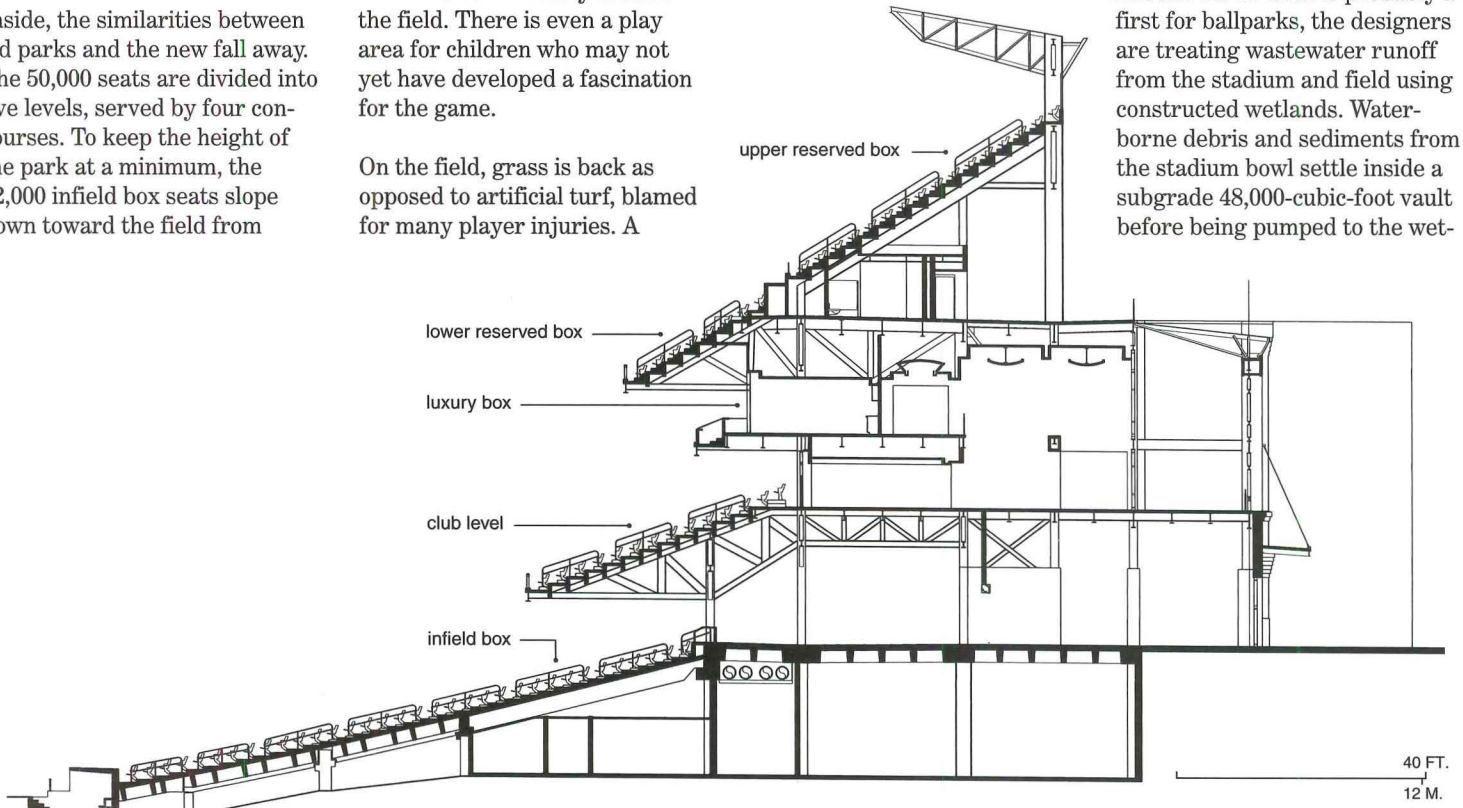 nside, the similarities between
d parks and the new fall away.
he 50,000 seats are divided into
ve levels, served by four con-
ourses. To keep the height of
e park at a minimum, the
2,000 infield box seats slope
own toward the field from
the field. There is even a play
area for children who may not
yet have developed a fascination
for the game.
On the field, grass is back as
opposed to artificial turf, blamed
for many player injuries. A
first for ballparks, the designers
are treating wastewater runoff
from the stadium and field using
constructed wetlands. Water-
borne debris and sediments from
the stadium bowl settle inside a
subgrade 48,000-cubic-foot vault
before being pumped to the wet-
upper reserved box
lower reserved box
luxury box
club level
infield box
40 FT.
12 M.